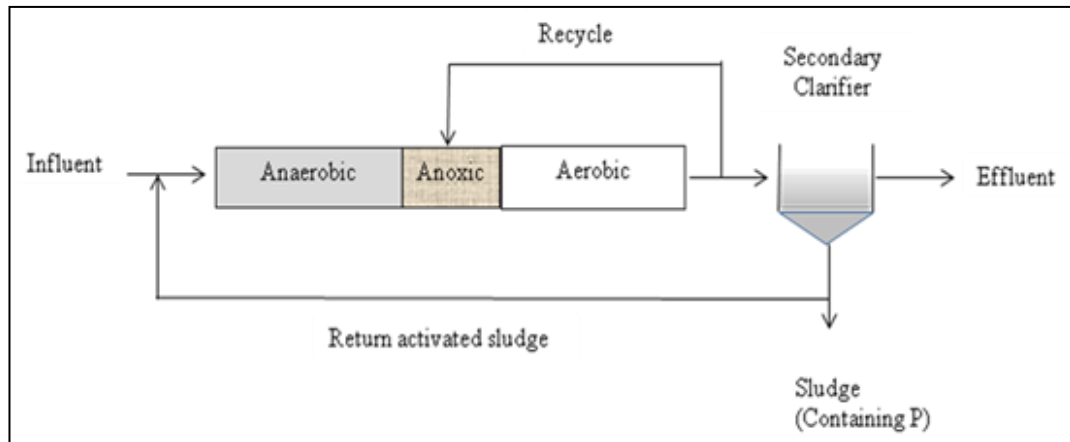 Recycle
Secondary
Clarifier
Influent
Anaerobic
Anoxic
Aerobic
Effluent
Return activated sludge
Sludge
(Containing P)